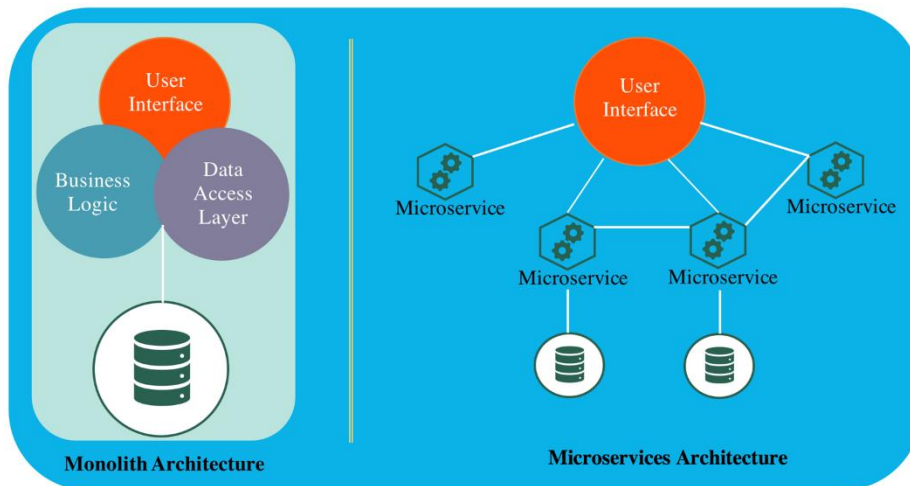 User
Interface
Business
Logic
Data
Access
Layer
Monolith Architecture
User
Interface
Microservice
Microservice
Microservice
Microservice
Microservices Architecture